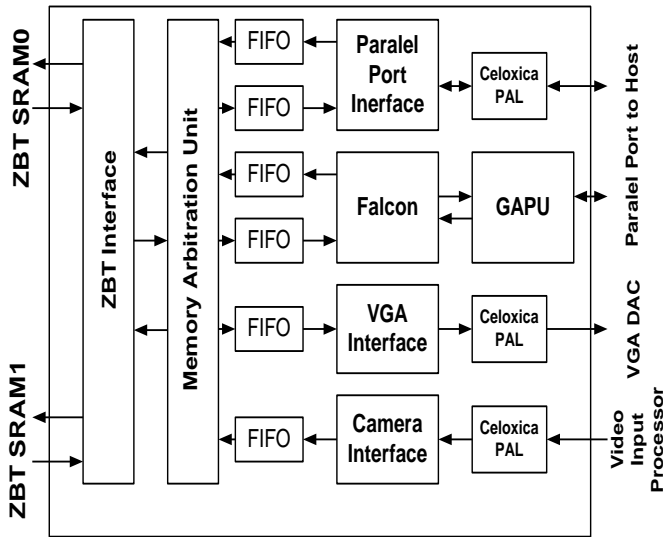 ZBT SRAM0
ZBT SRAM1
ZBT Interface
Memory Arbitration Unit
FIFO
FIFO
FIFO
FIFO
FIFO
FIFO
Paralel
Port
Inerface
Celoxica
PAL
Falcon
GAPU
VGA
Interface
Celoxica
PAL
Camera
Interface
Celoxica
PAL
Paralel Port to Host
VGA DAC
Video
Input
Processor